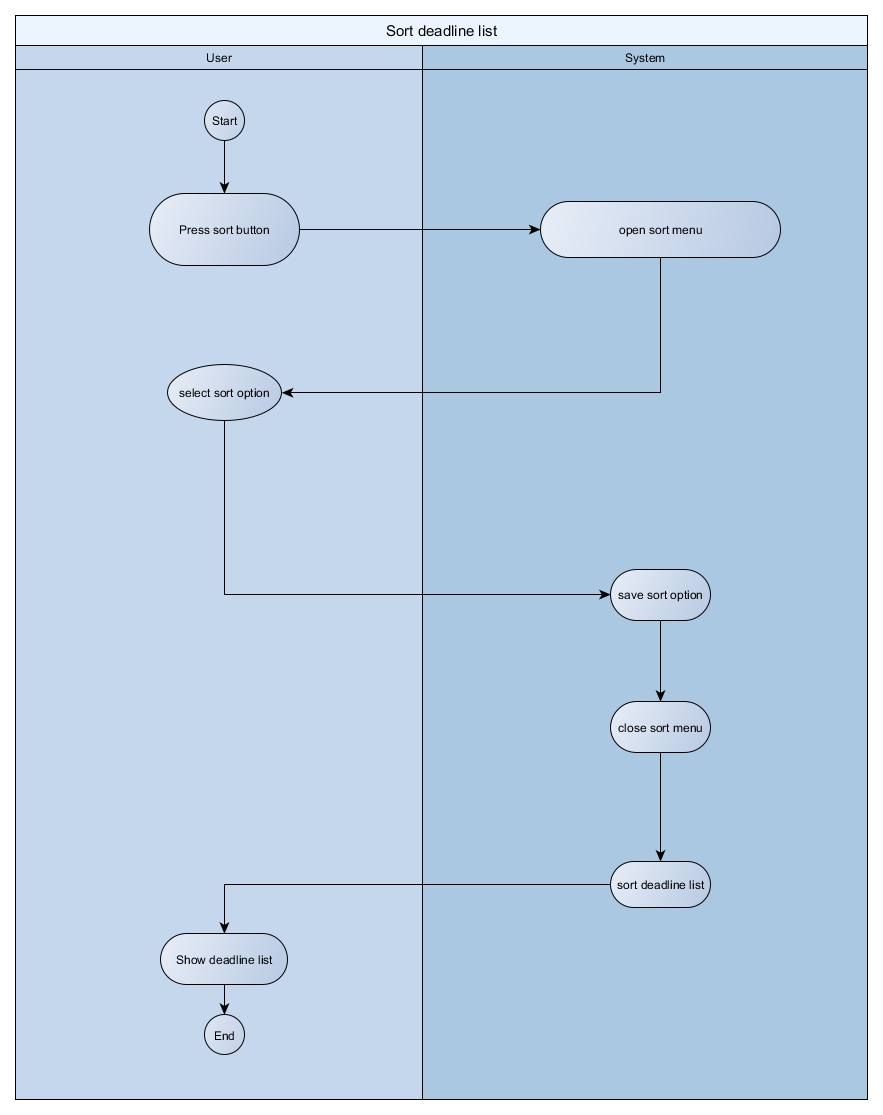 Sort deadline list
User
System
Start
Press sort button
open sort menu
select sort option
save sort option
close sort menu
sort deadline list
Show deadline list
End